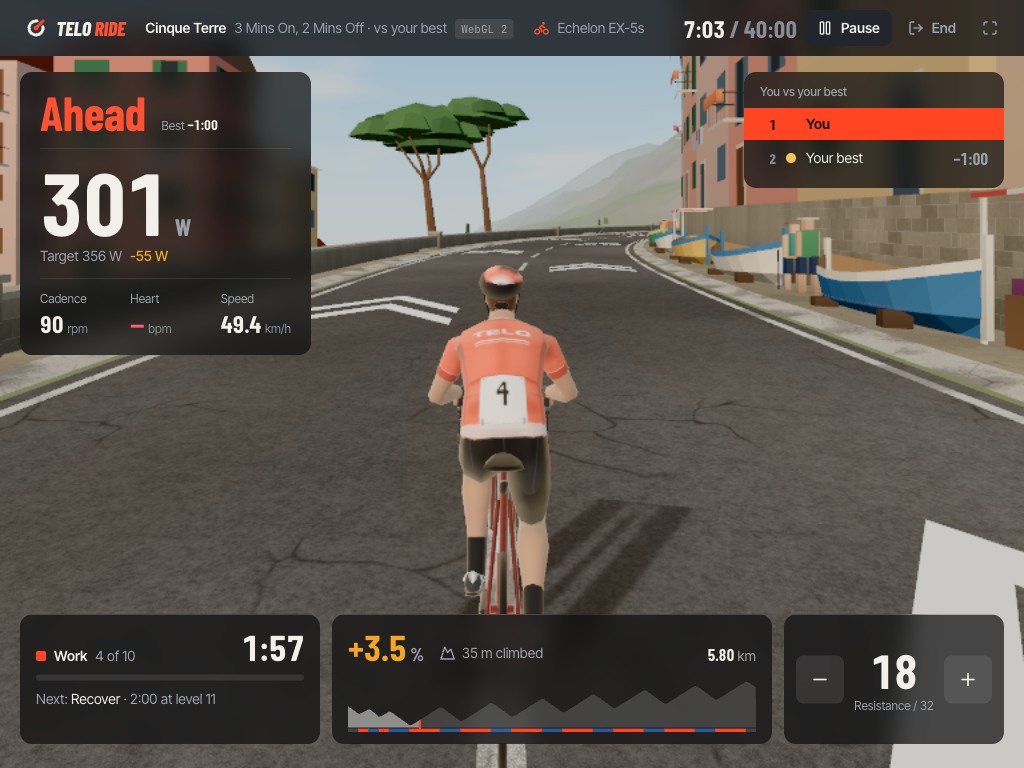 TELO RIDE Cinque Terre 3 Mins On, 2 Mins Off · vs your best WebGL 2 Echelon EX-5s 7:03 / 40:00 Pause End
Ahead Best −1:00
301 W
Target 356 W -55 W
Cadence Heart Speed
90 rpm — bpm 49.4 km/h
You vs your best
1 You
2 Your best −1:00
TELO
4
Work 4 of 10 1:57
Next: Recover · 2:00 at level 11
+3.5 % 35 m climbed 5.80 km
− 18 +
Resistance / 32